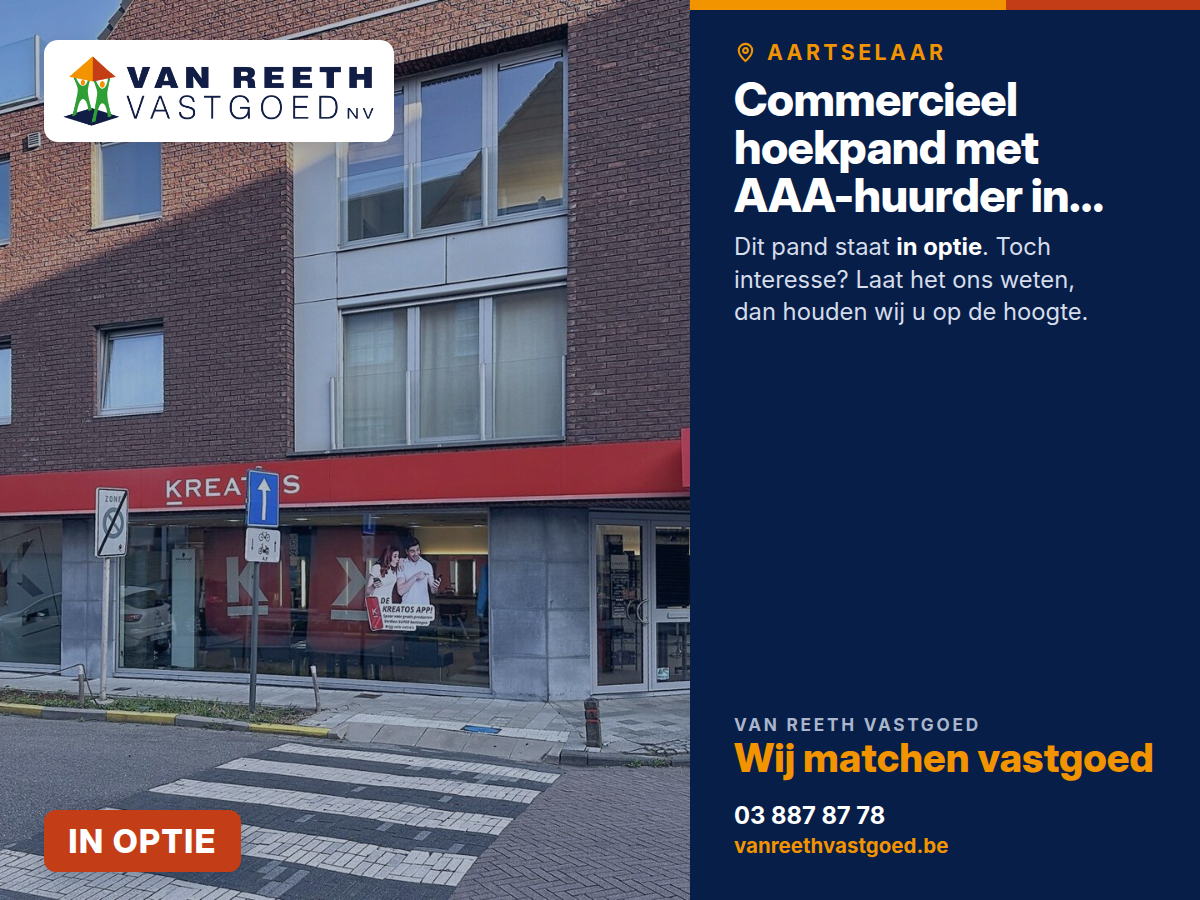 VAN REETH
VASTGOED NV
KREATOS
ZONE
K
DE
KREATOS APP!
IN OPTIE
AARTSELAAR
Commercieel
hoekpand met
AAA-huurder in...
Dit pand staat in optie. Toch
interesse? Laat het ons weten,
dan houden wij u op de hoogte.
VAN REETH VASTGOED
Wij matchen vastgoed
03 887 87 78
vanreethvastgoed.be